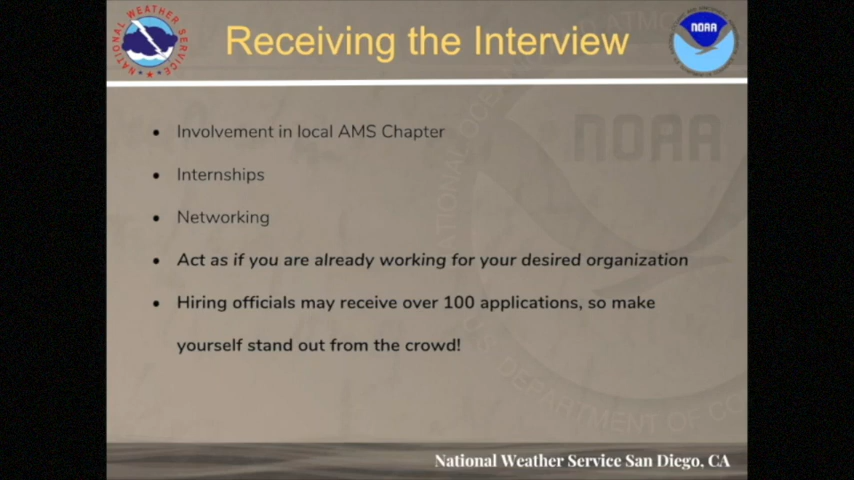 Receiving the Interview
NATIONAL WEATHER SERVICE
NOAA
• Involvement in local AMS Chapter
NOAA
• Internships
• Networking
• Act as if you are already working for your desired organization
• Hiring officials may receive over 100 applications, so make
yourself stand out from the crowd!
National Weather Service San Diego, CA